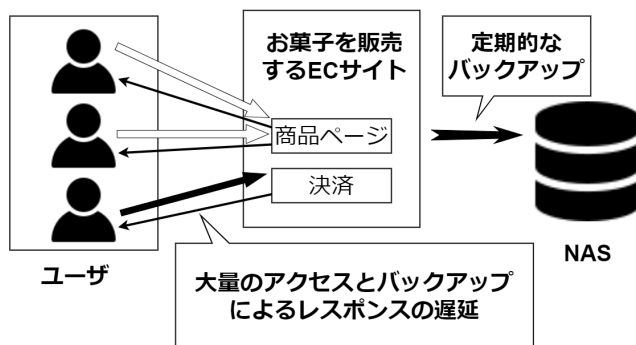 お菓子を販売
するECサイト
定期的な
バックアップ
商品ページ
決済
ユーザ
NAS
大量のアクセスとバックアップ
によるレスポンスの遅延